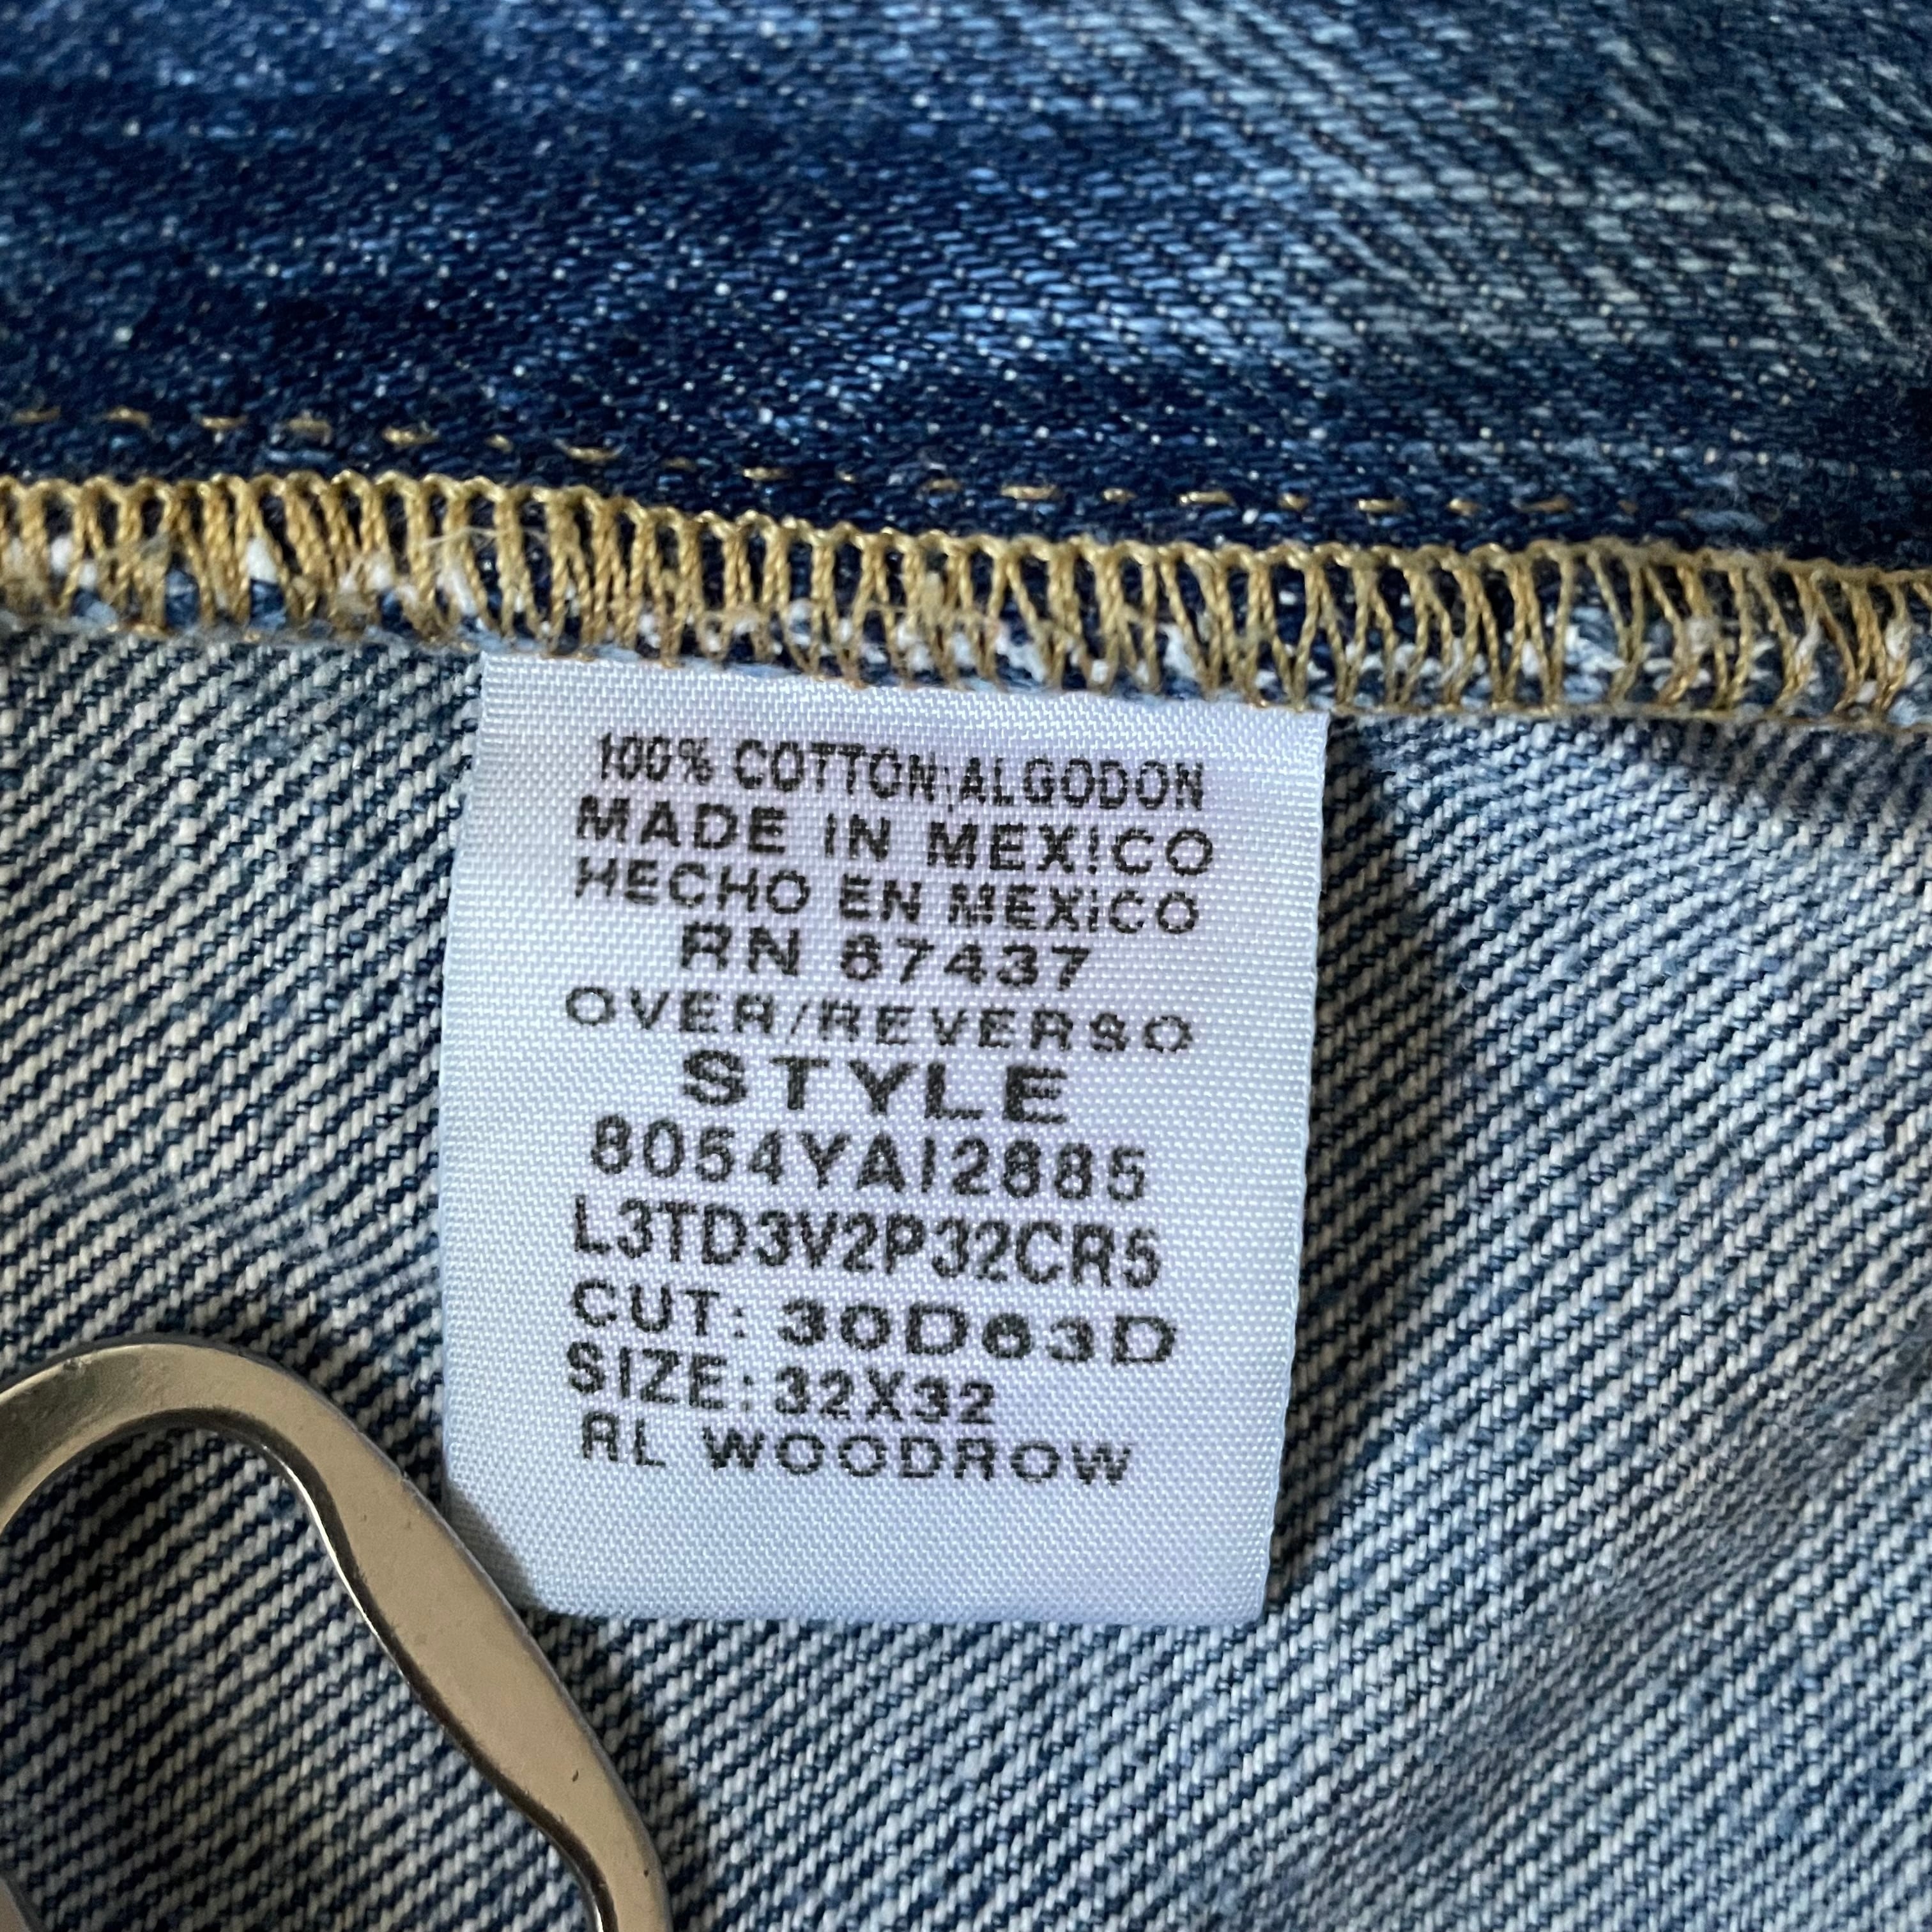 100% COTTON/ALGODON
MADE IN MEXICO
HECHO EN MEXICO
RN 87437
OVER/REVERSO
STYLE
8054YAI2885
L3TD3V2P32CR5
CUT: 30D63D
SIZE: 32X32
RL WOODROW